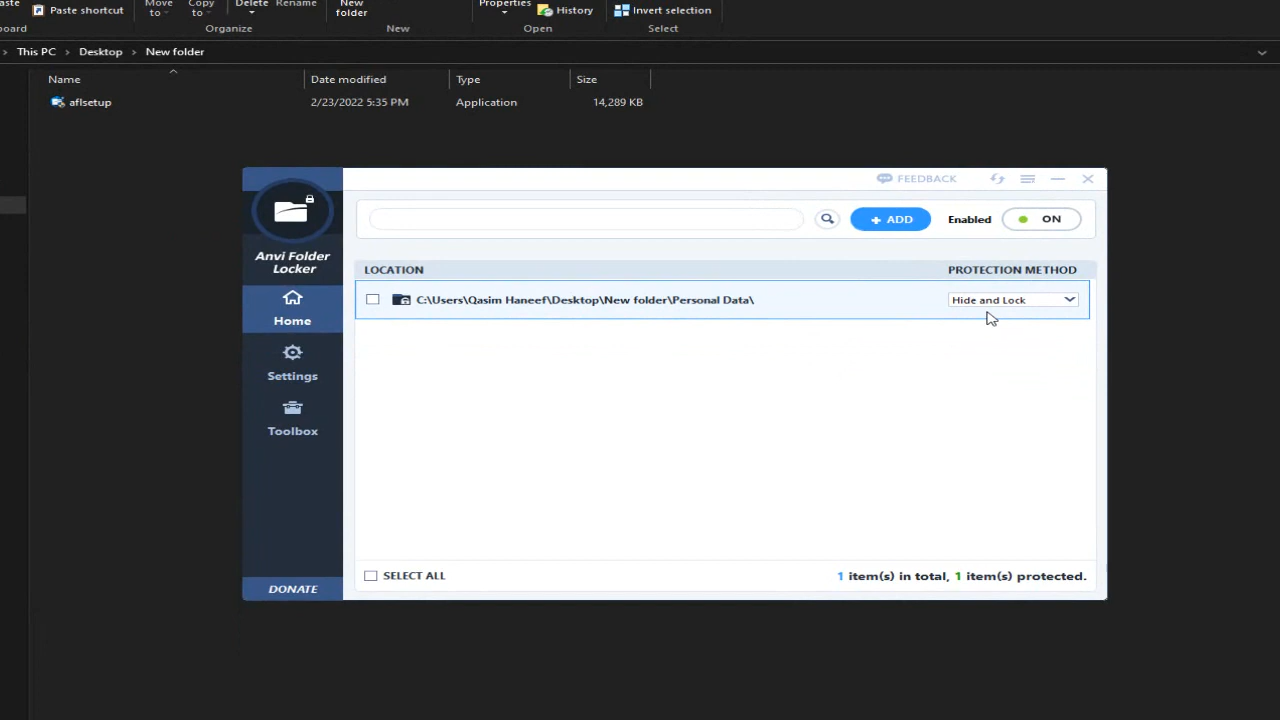 aste
Paste shortcut
Move
to
Copy
to
Delete
Rename
New
folder
Properties
History
Invert selection
oard
Organize
New
Open
Select
This PC
Desktop
New folder
Name
Date modified
Type
Size
aflsetup
2/23/2022 5:35 PM
Application
14,289 KB
FEEDBACK
+ ADD
Enabled
ON
Anvi Folder
Locker
Home
Settings
Toolbox
DONATE
LOCATION
PROTECTION METHOD
C:\Users\Qasim Haneef\Desktop\New folder\Personal Data\
Hide and Lock
SELECT ALL
1 item(s) in total, 1 item(s) protected.